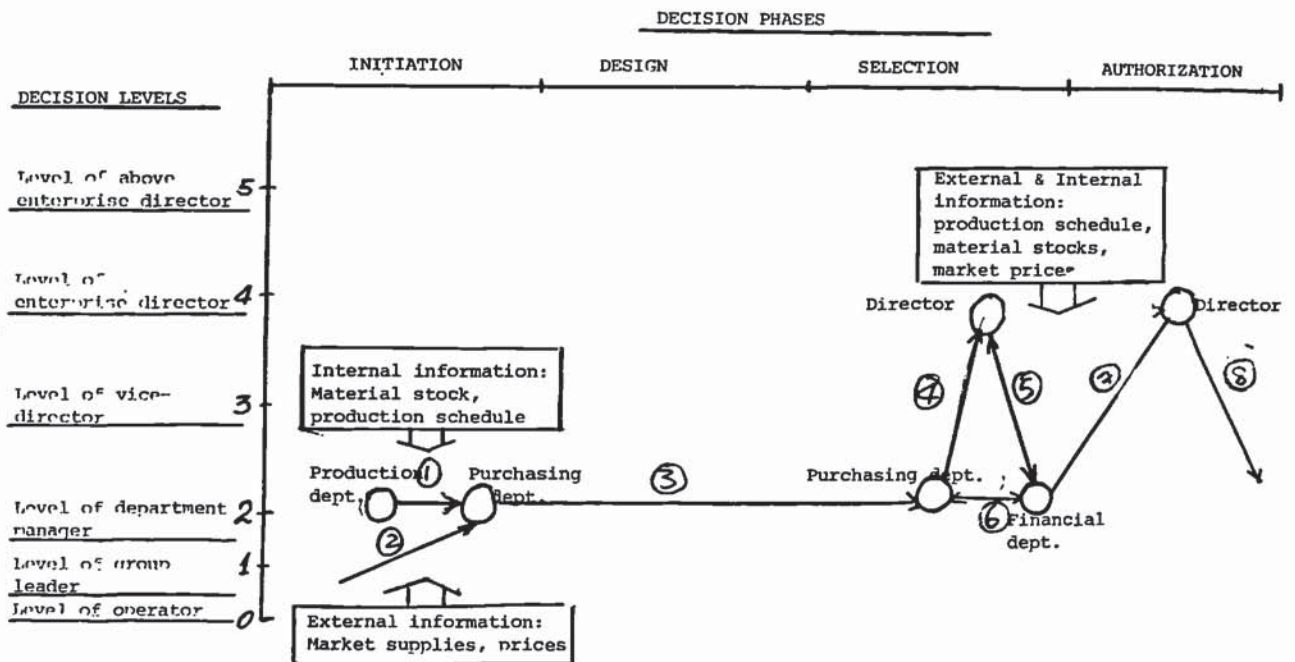 DECISION PHASES
INITIATION DESIGN SELECTION AUTHORIZATION
DECISION LEVELS
Level of above
enterprise director 5
External & Internal
information:
production schedule,
material stocks,
market prices
Level of
enterprise director 4
Director
Director
Internal information:
Material stock,
production schedule
4
5
7
8
Level of vice-
director 3
Production
dept.
1
Purchasing
dept.
3
Purchasing dept.
Level of department
manager 2
2
6
Financial
dept.
Level of group
leader 1
Level of operator 0
External information:
Market supplies, prices